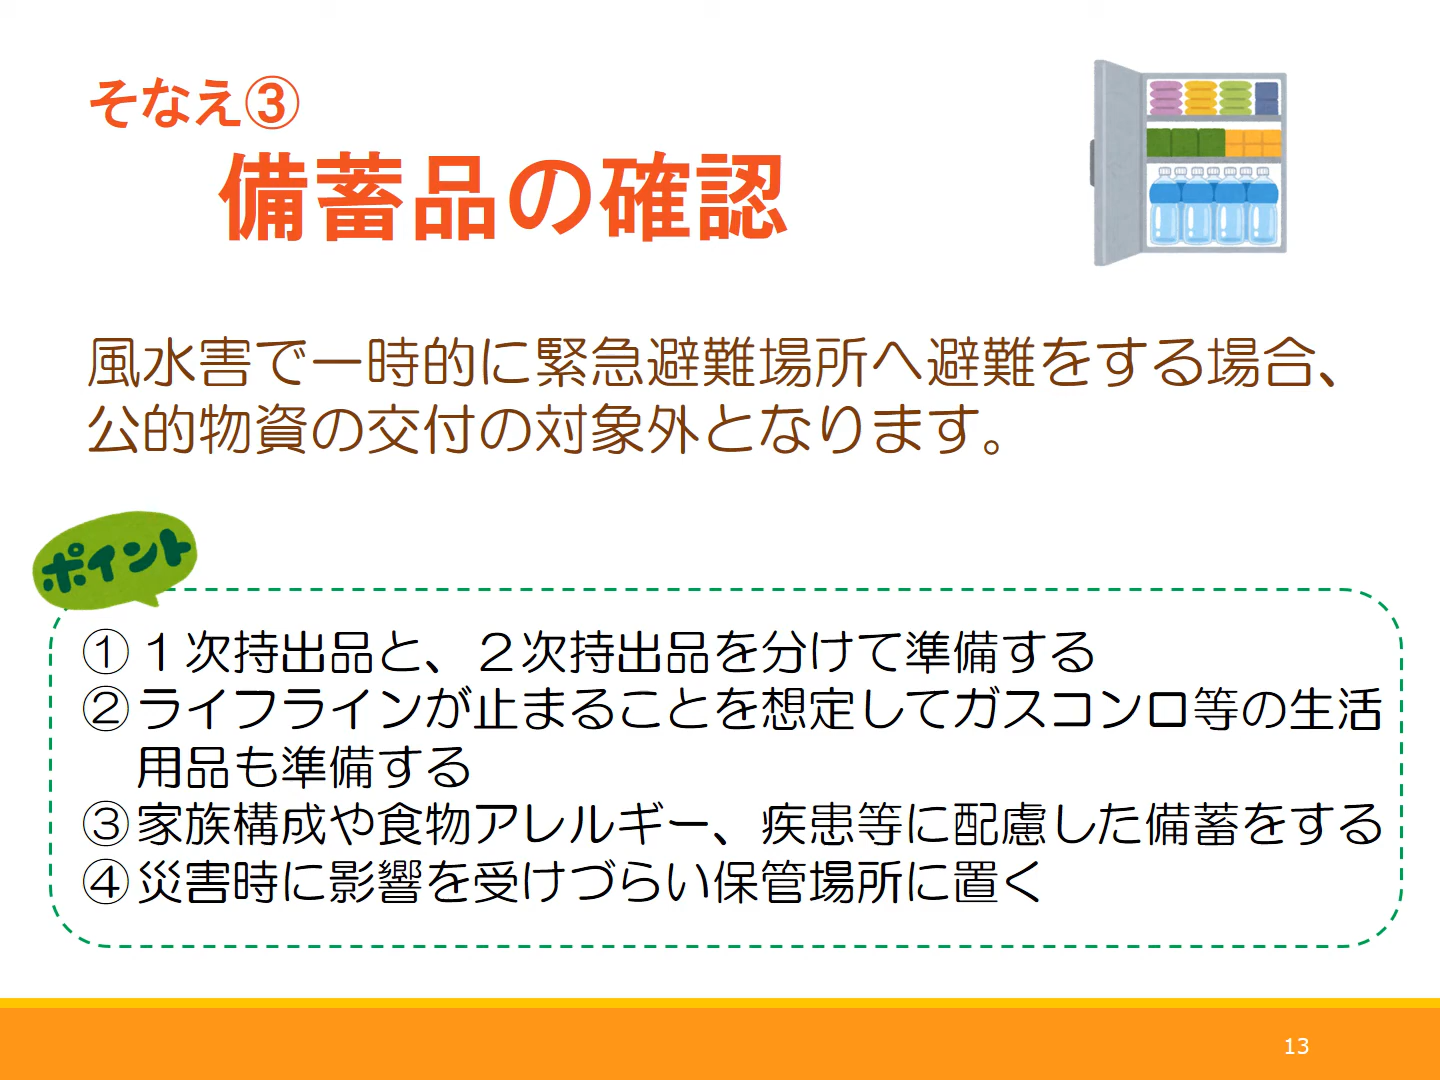 そなえ③
備蓄品の確認
風水害で一時的に緊急避難場所へ避難をする場合、
公的物資の交付の対象外となります。
ポイント
①１次持出品と、２次持出品を分けて準備する
②ライフラインが止まることを想定してガスコンロ等の生活
用品も準備する
③家族構成や食物アレルギー、疾患等に配慮した備蓄をする
④災害時に影響を受けづらい保管場所に置く
13